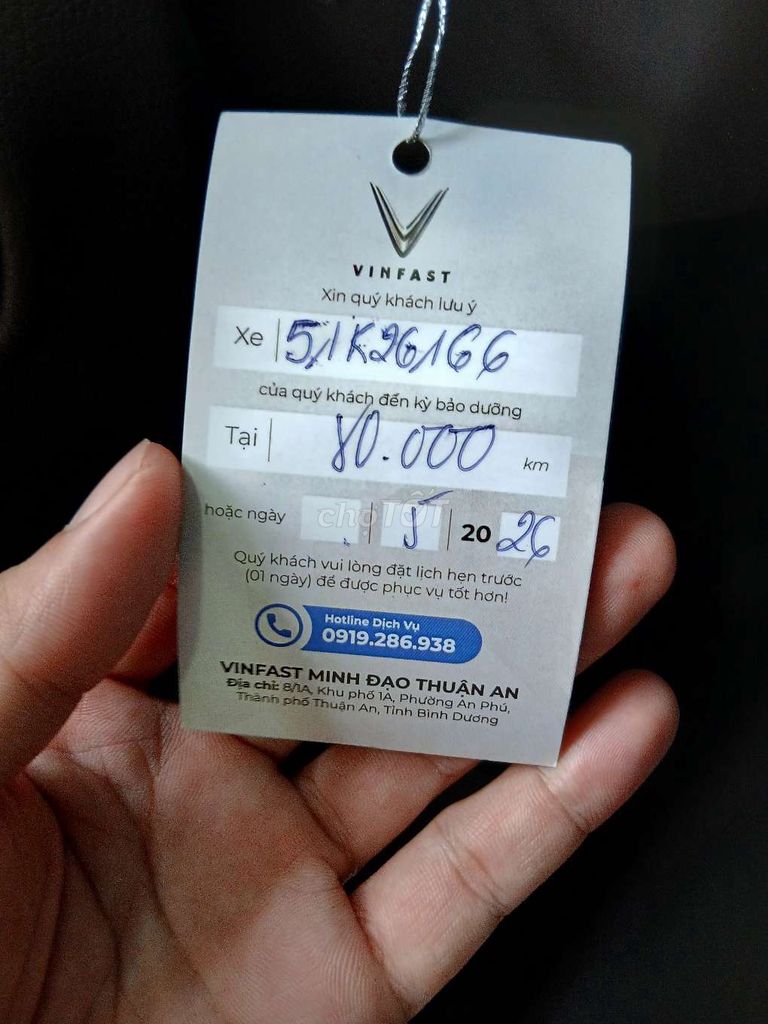 VINFAST
Xin quý khách lưu ý
Xe 51K26166
của quý khách đến kỳ bảo dưỡng
Tại 80.000 km
hoặc ngày . 5 20 26
chợTỐT
Quý khách vui lòng đặt lịch hẹn trước
(01 ngày) để được phục vụ tốt hơn!
Hotline Dịch Vụ
0919.286.938
VINFAST MINH ĐẠO THUẬN AN
Địa chỉ: 8/1A, Khu phố 1A, Phường An Phú,
Thành phố Thuận An, Tỉnh Bình Dương